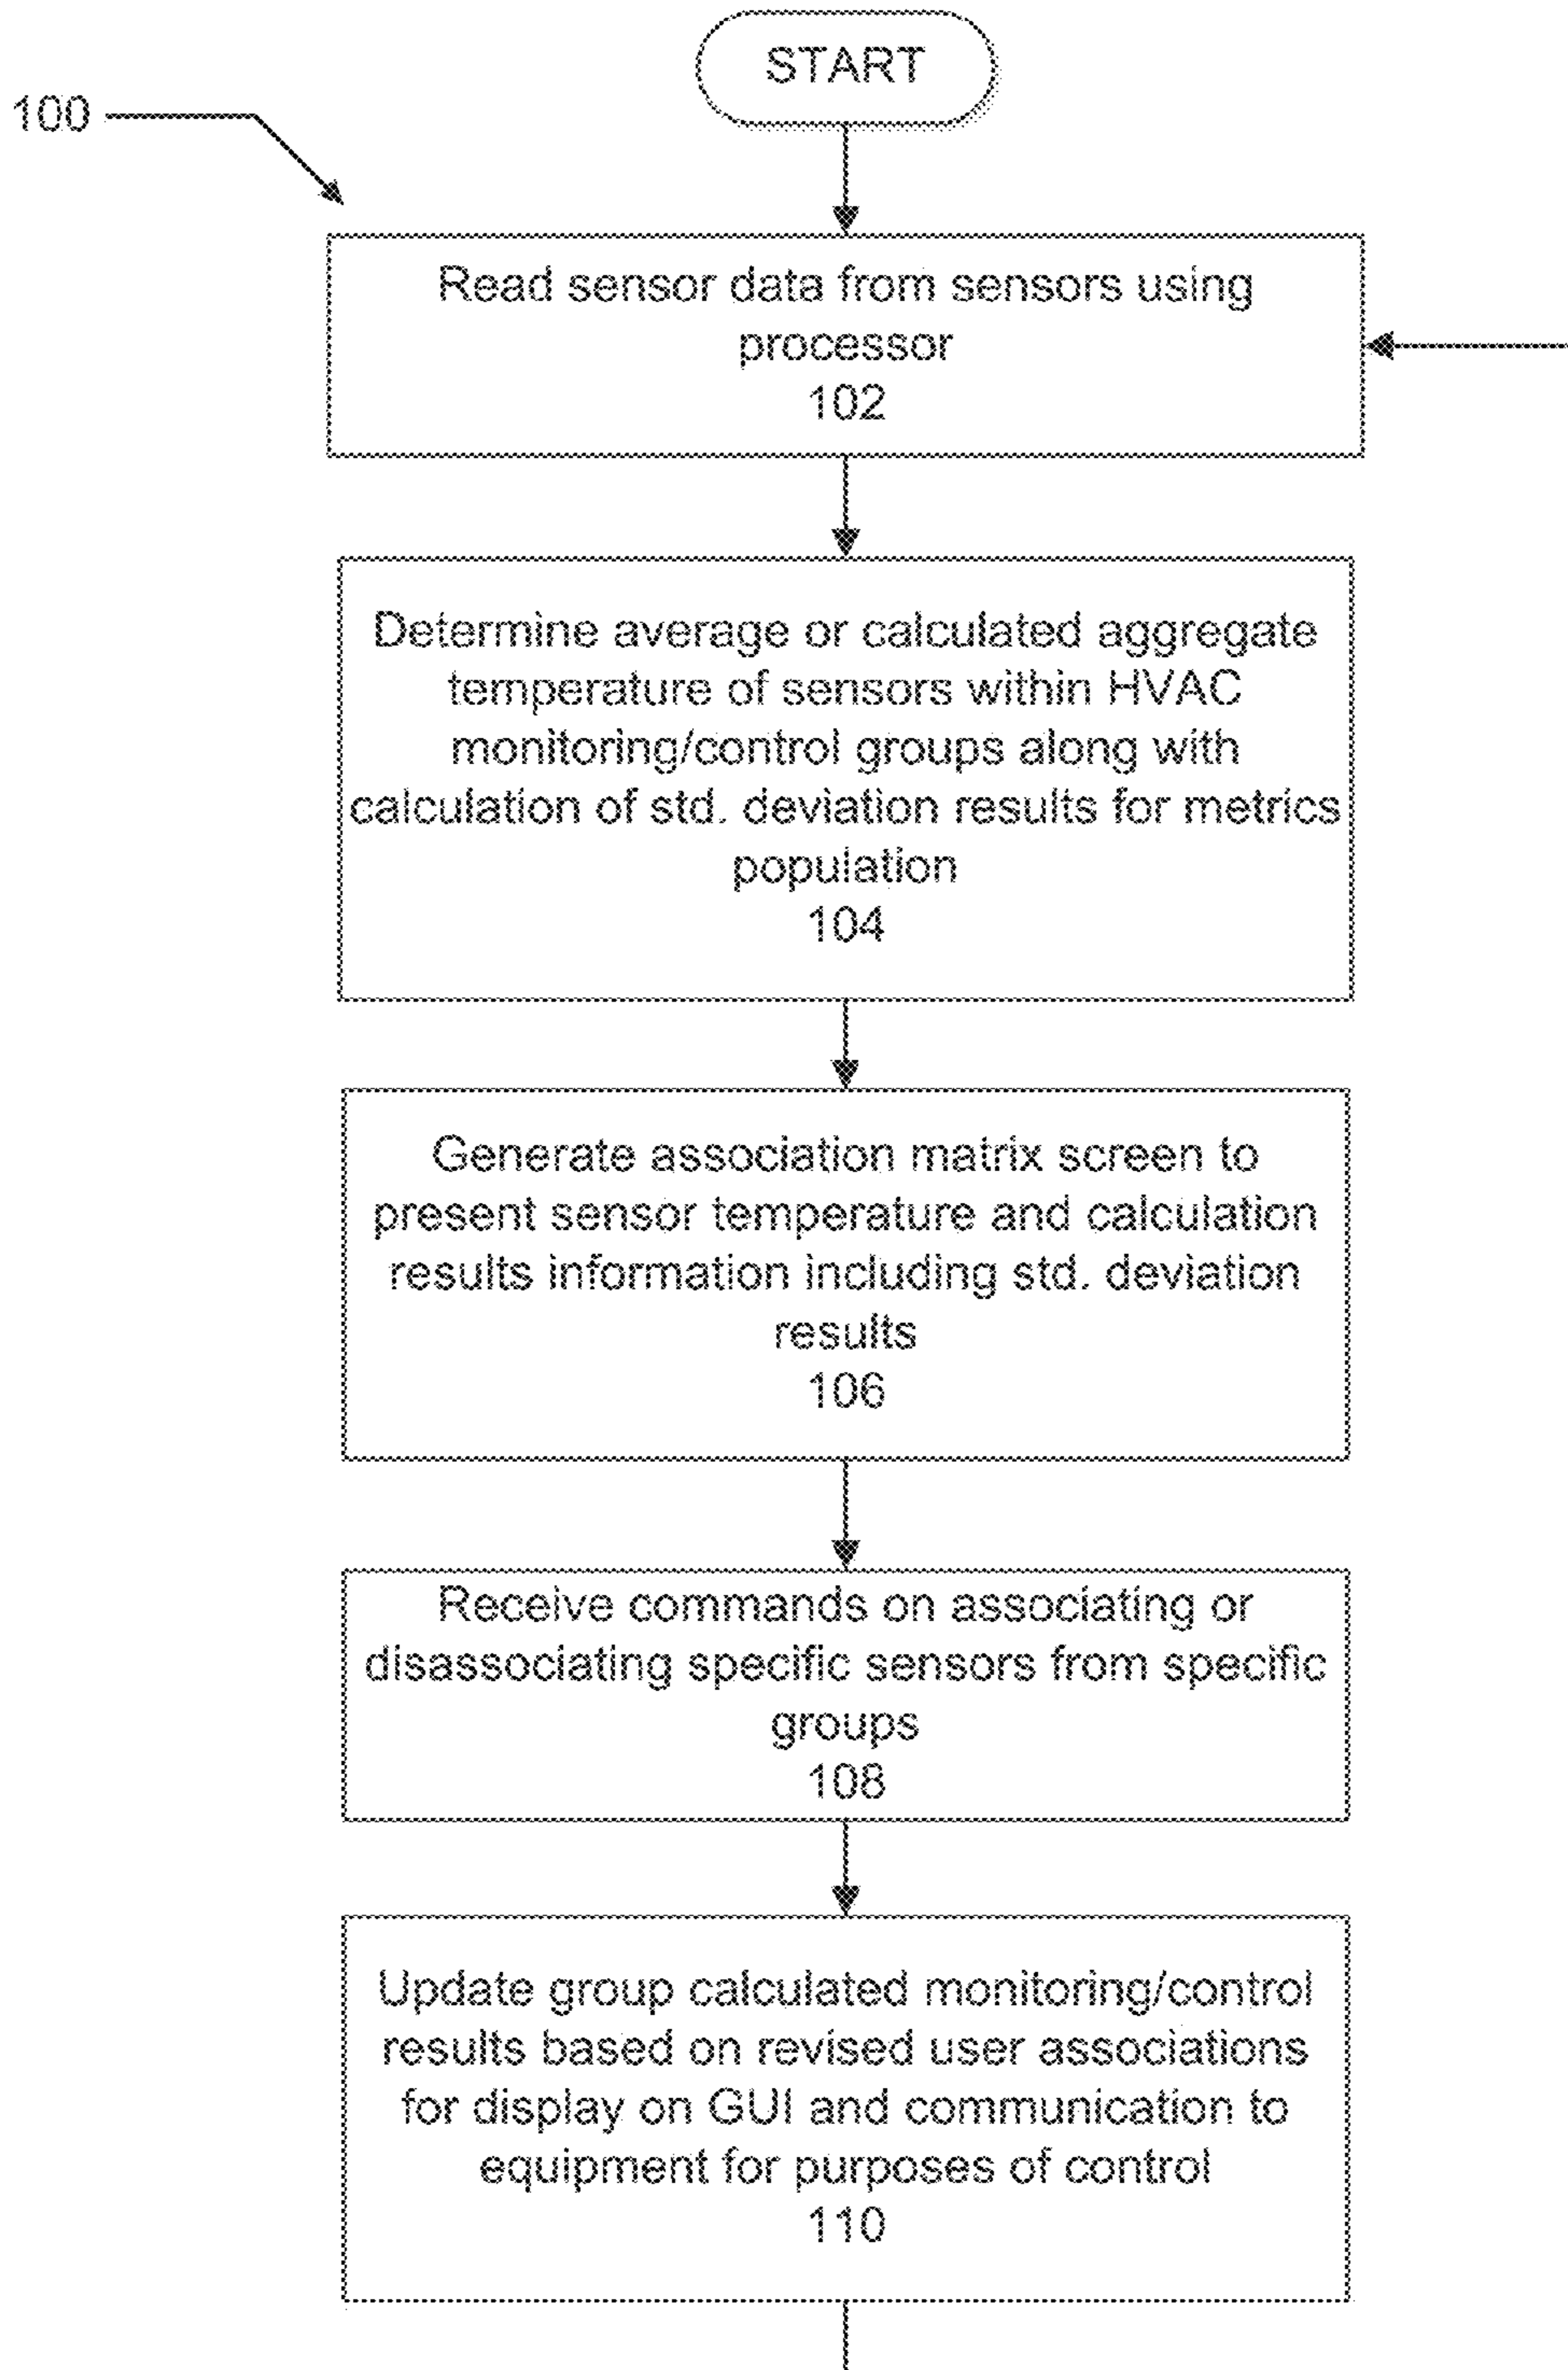 START
100
Read sensor data from sensors using
processor
102
Determine average or calculated aggregate
temperature of sensors within HVAC
monitoring/control groups along with
calculation of std. deviation results for metrics
population
104
Generate association matrix screen to
present sensor temperature and calculation
results information including std. deviation
results
106
Receive commands on associating or
disassociating specific sensors from specific
groups
108
Update group calculated monitoring/control
results based on revised user associations
for display on GUI and communication to
equipment for purposes of control
110